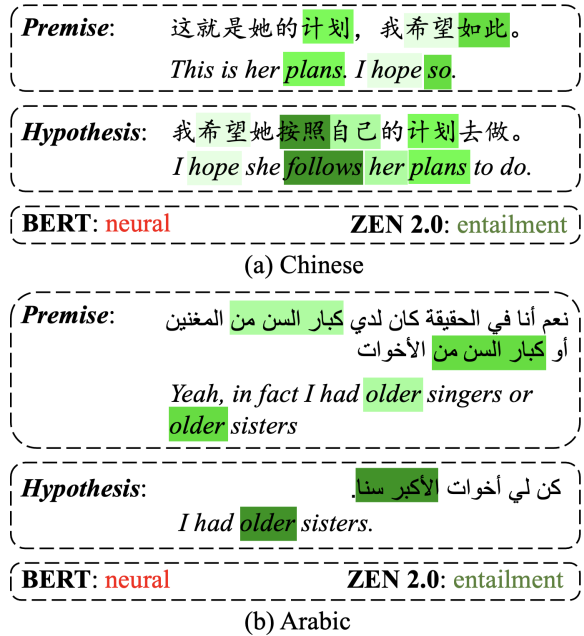 Premise: 这就是她的计划，我希望如此。
This is her plans. I hope so.
Hypothesis: 我希望她按照自己的计划去做。
I hope she follows her plans to do.
BERT: neural ZEN 2.0: entailment
(a) Chinese
Premise: نعم أنا في الحقيقة كان لدي كبار السن من المغنين
أو كبار السن من الأخوات
Yeah, in fact I had older singers or
older sisters
Hypothesis: كن لي أخوات الأكبر سنا.
I had older sisters.
BERT: neural ZEN 2.0: entailment
(b) Arabic